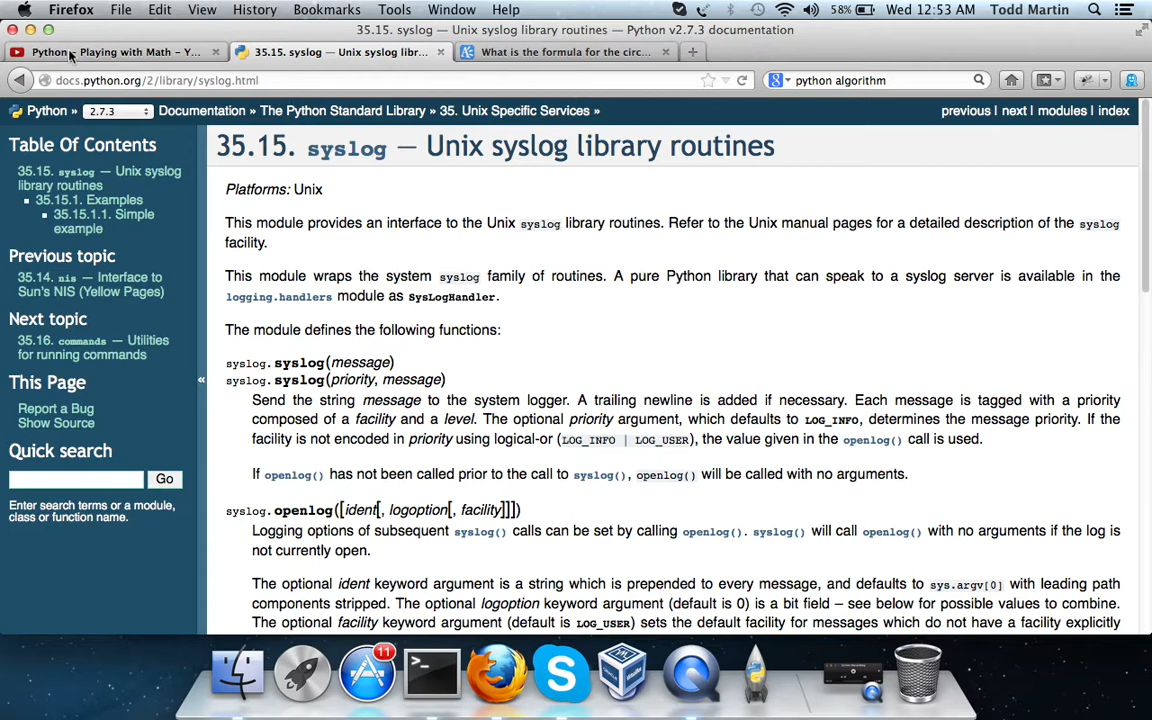 Firefox File Edit View History Bookmarks Tools Window Help 58% Wed 12:53 AM Todd Martin
35.15. syslog — Unix syslog library routines — Python v2.7.3 documentation
Python - Playing with Math – Y... 35.15. syslog — Unix syslog libr... What is the formula for the circ...
docs.python.org/2/library/syslog.html python algorithm
Python » 2.7.3 Documentation » The Python Standard Library » 35. Unix Specific Services » previous | next | modules | index
Table Of Contents
35.15. syslog — Unix syslog
library routines
35.15.1. Examples
35.15.1.1. Simple
example
Previous topic
35.14. nis — Interface to
Sun's NIS (Yellow Pages)
Next topic
35.16. commands — Utilities
for running commands
This Page
Report a Bug
Show Source
Quick search
Go
Enter search terms or a module,
class or function name.
«
35.15. syslog — Unix syslog library routines
Platforms: Unix
This module provides an interface to the Unix syslog library routines. Refer to the Unix manual pages for a detailed description of the syslog
facility.
This module wraps the system syslog family of routines. A pure Python library that can speak to a syslog server is available in the
logging.handlers module as SysLogHandler.
The module defines the following functions:
syslog.syslog(message)
syslog.syslog(priority, message)
Send the string message to the system logger. A trailing newline is added if necessary. Each message is tagged with a priority
composed of a facility and a level. The optional priority argument, which defaults to LOG_INFO, determines the message priority. If the
facility is not encoded in priority using logical-or (LOG_INFO | LOG_USER), the value given in the openlog() call is used.
If openlog() has not been called prior to the call to syslog(), openlog() will be called with no arguments.
syslog.openlog([ident[, logoption[, facility]]])
Logging options of subsequent syslog() calls can be set by calling openlog(). syslog() will call openlog() with no arguments if the log is
not currently open.
The optional ident keyword argument is a string which is prepended to every message, and defaults to sys.argv[0] with leading path
components stripped. The optional logoption keyword argument (default is 0) is a bit field – see below for possible values to combine.
The optional facility keyword argument (default is LOG_USER) sets the default facility for messages which do not have a facility explicitly
11